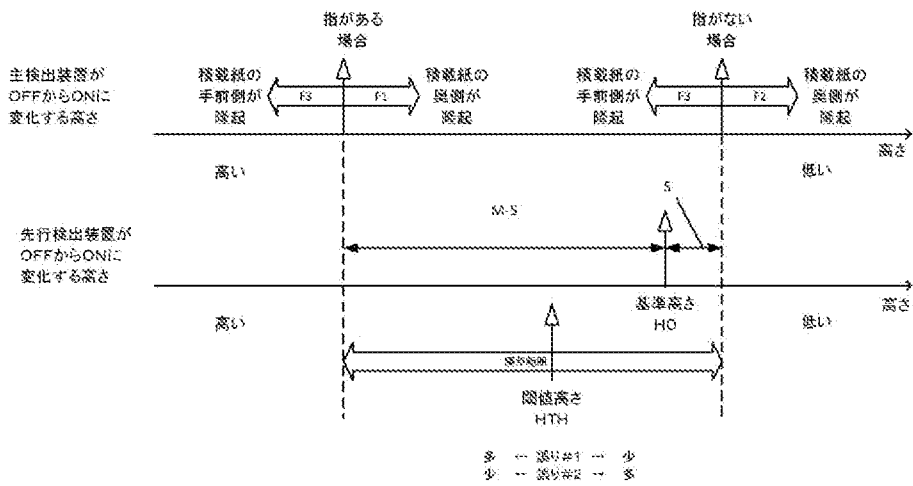 指がある
場合
指がない
場合
主検出装置が
OFFからONに
変化する高さ
積載紙の
手前側が
隆起
F3
F1
積載紙の
奥側が
隆起
積載紙の
手前側が
隆起
F3
F2
積載紙の
奥側が
隆起
高さ
高い
低い
S
M-S
先行検出装置が
OFFからONに
変化する高さ
高さ
高い
基準高さ
H0
低い
閾値高さ
HTH
多 ← 誤り#1 → 少
少 ← 誤り#2 → 多